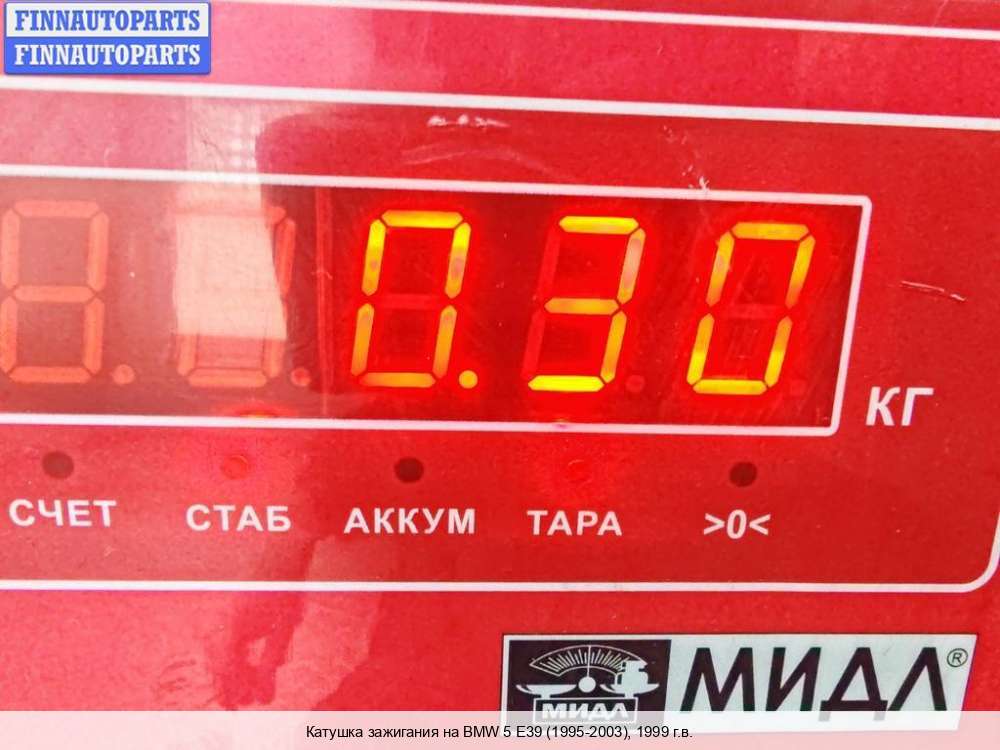 FINNAUTOPARTS
FINNAUTOPARTS
0.30
КГ
СЧЕТ СТАБ АККУМ ТАРА >0<
МИДЛ МИДЛ®
Катушка зажигания на BMW 5 E39 (1995-2003), 1999 г.в.